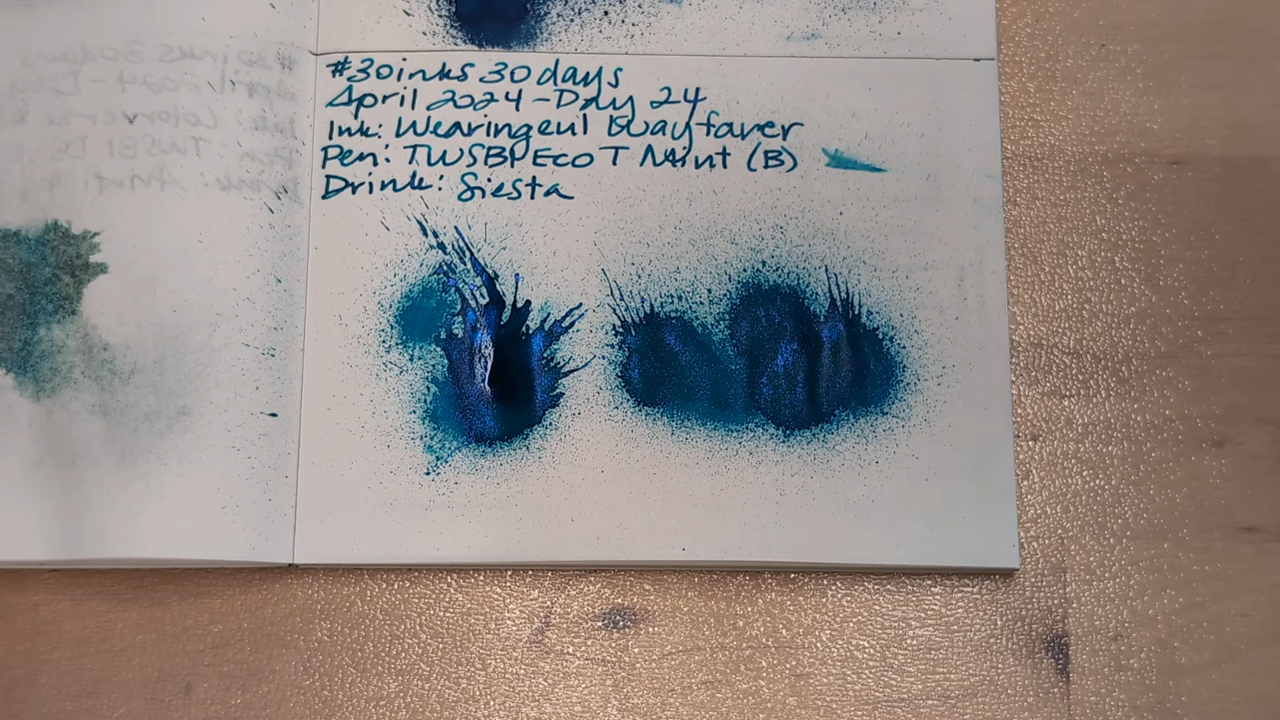 #30inks30days
April 2024-Day 24
Ink: Wearingeul Wayfarer
Pen: TWSBI Eco T Mint (B)
Drink: Siesta